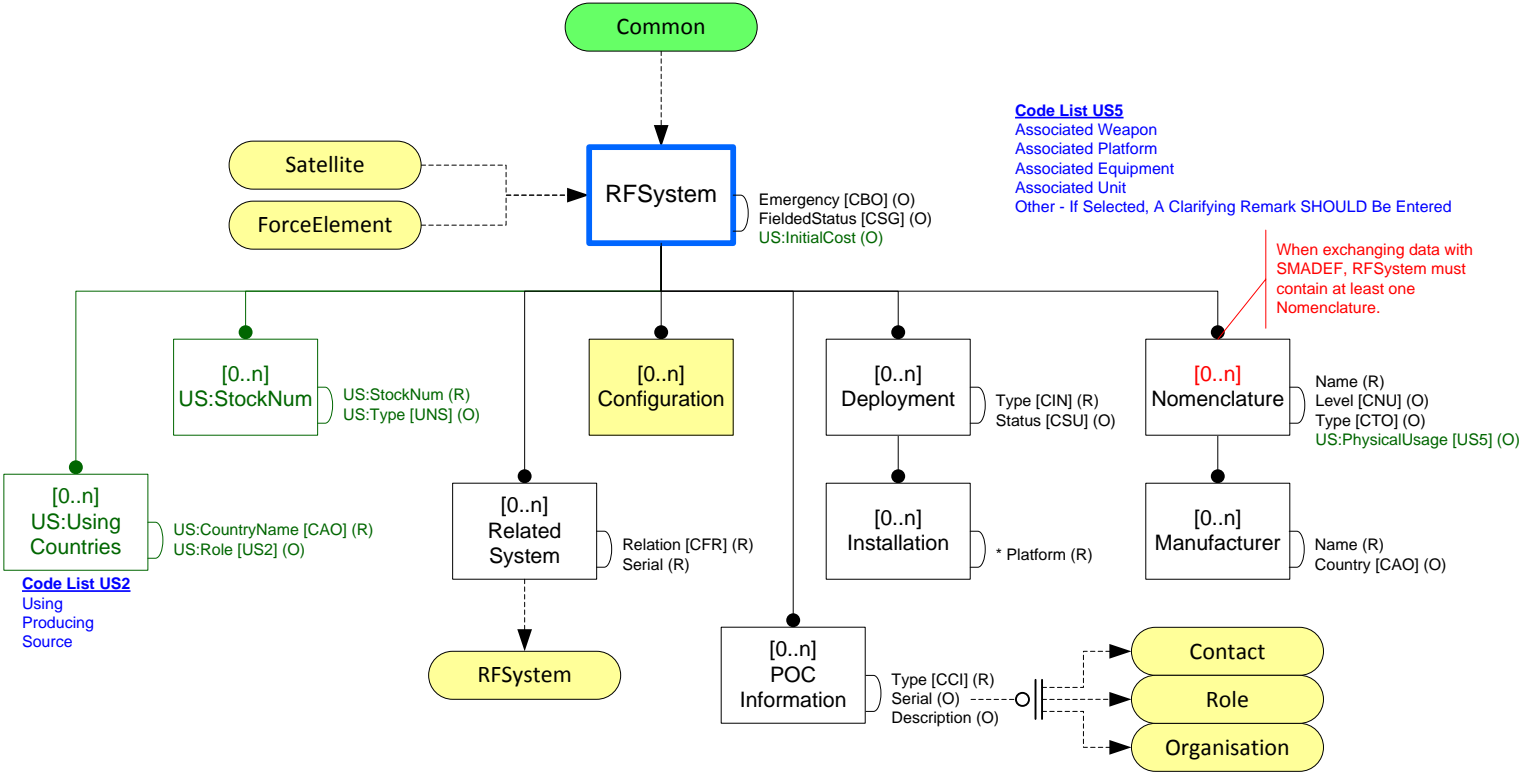 Common
Code List US5
Associated Weapon
Associated Platform
Associated Equipment
Associated Unit
Other - If Selected, A Clarifying Remark SHOULD Be Entered
Satellite
ForceElement
RFSystem
Emergency [CBO] (O)
FieldedStatus [CSG] (O)
US:InitialCost (O)
When exchanging data with
SMADEF, RFSystem must
contain at least one
Nomenclature.
[0..n]
US:StockNum
US:StockNum (R)
US:Type [UNS] (O)
[0..n]
Configuration
[0..n]
Deployment
Type [CIN] (R)
Status [CSU] (O)
[0..n]
Nomenclature
Name (R)
Level [CNU] (O)
Type [CTO] (O)
US:PhysicalUsage [US5] (O)
[0..n]
US:Using
Countries
US:CountryName [CAO] (R)
US:Role [US2] (O)
Code List US2
Using
Producing
Source
[0..n]
Related
System
Relation [CFR] (R)
Serial (R)
[0..n]
Installation
* Platform (R)
[0..n]
Manufacturer
Name (R)
Country [CAO] (O)
RFSystem
[0..n]
POC
Information
Type [CCI] (R)
Serial (O)
Description (O)
Contact
Role
Organisation